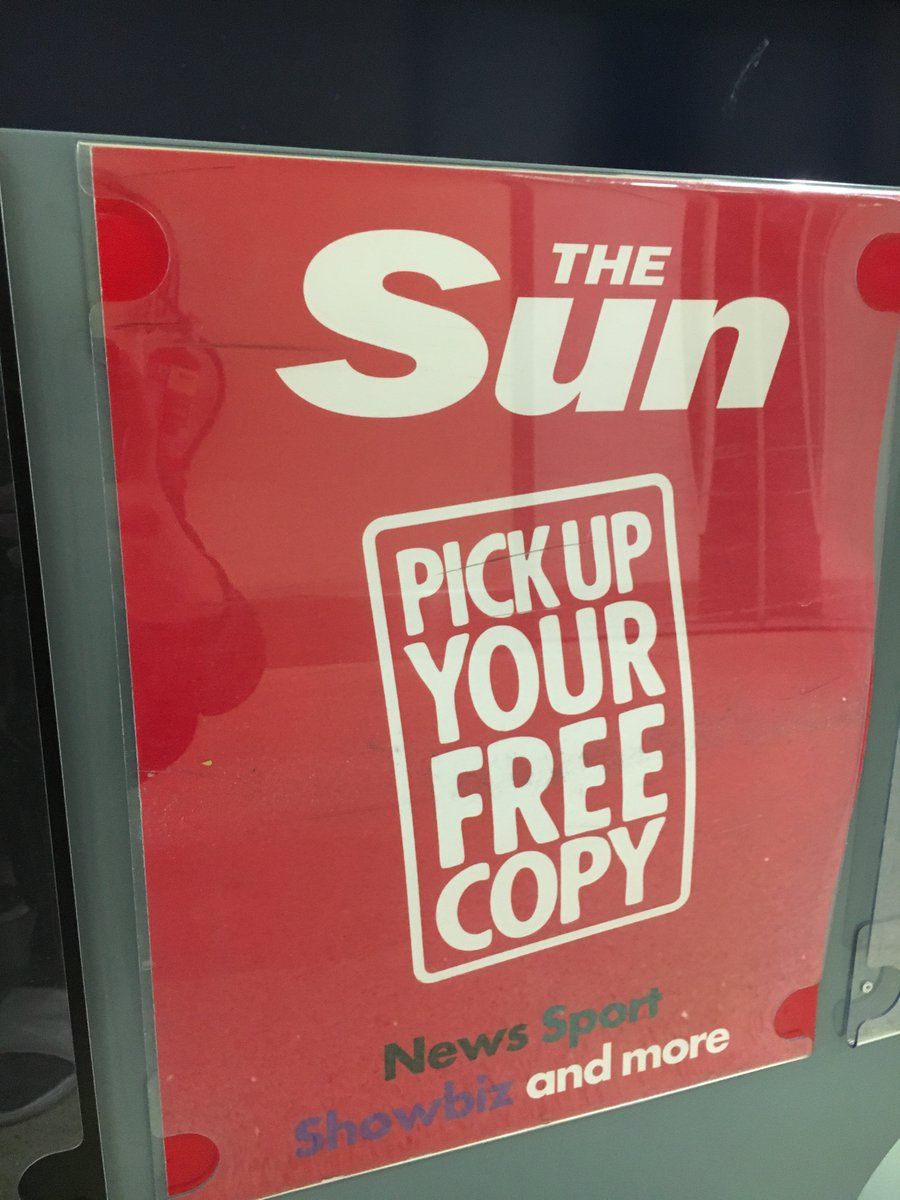 THE
Sun
PICK UP
YOUR
FREE
COPY
News Sport
Showbiz and more